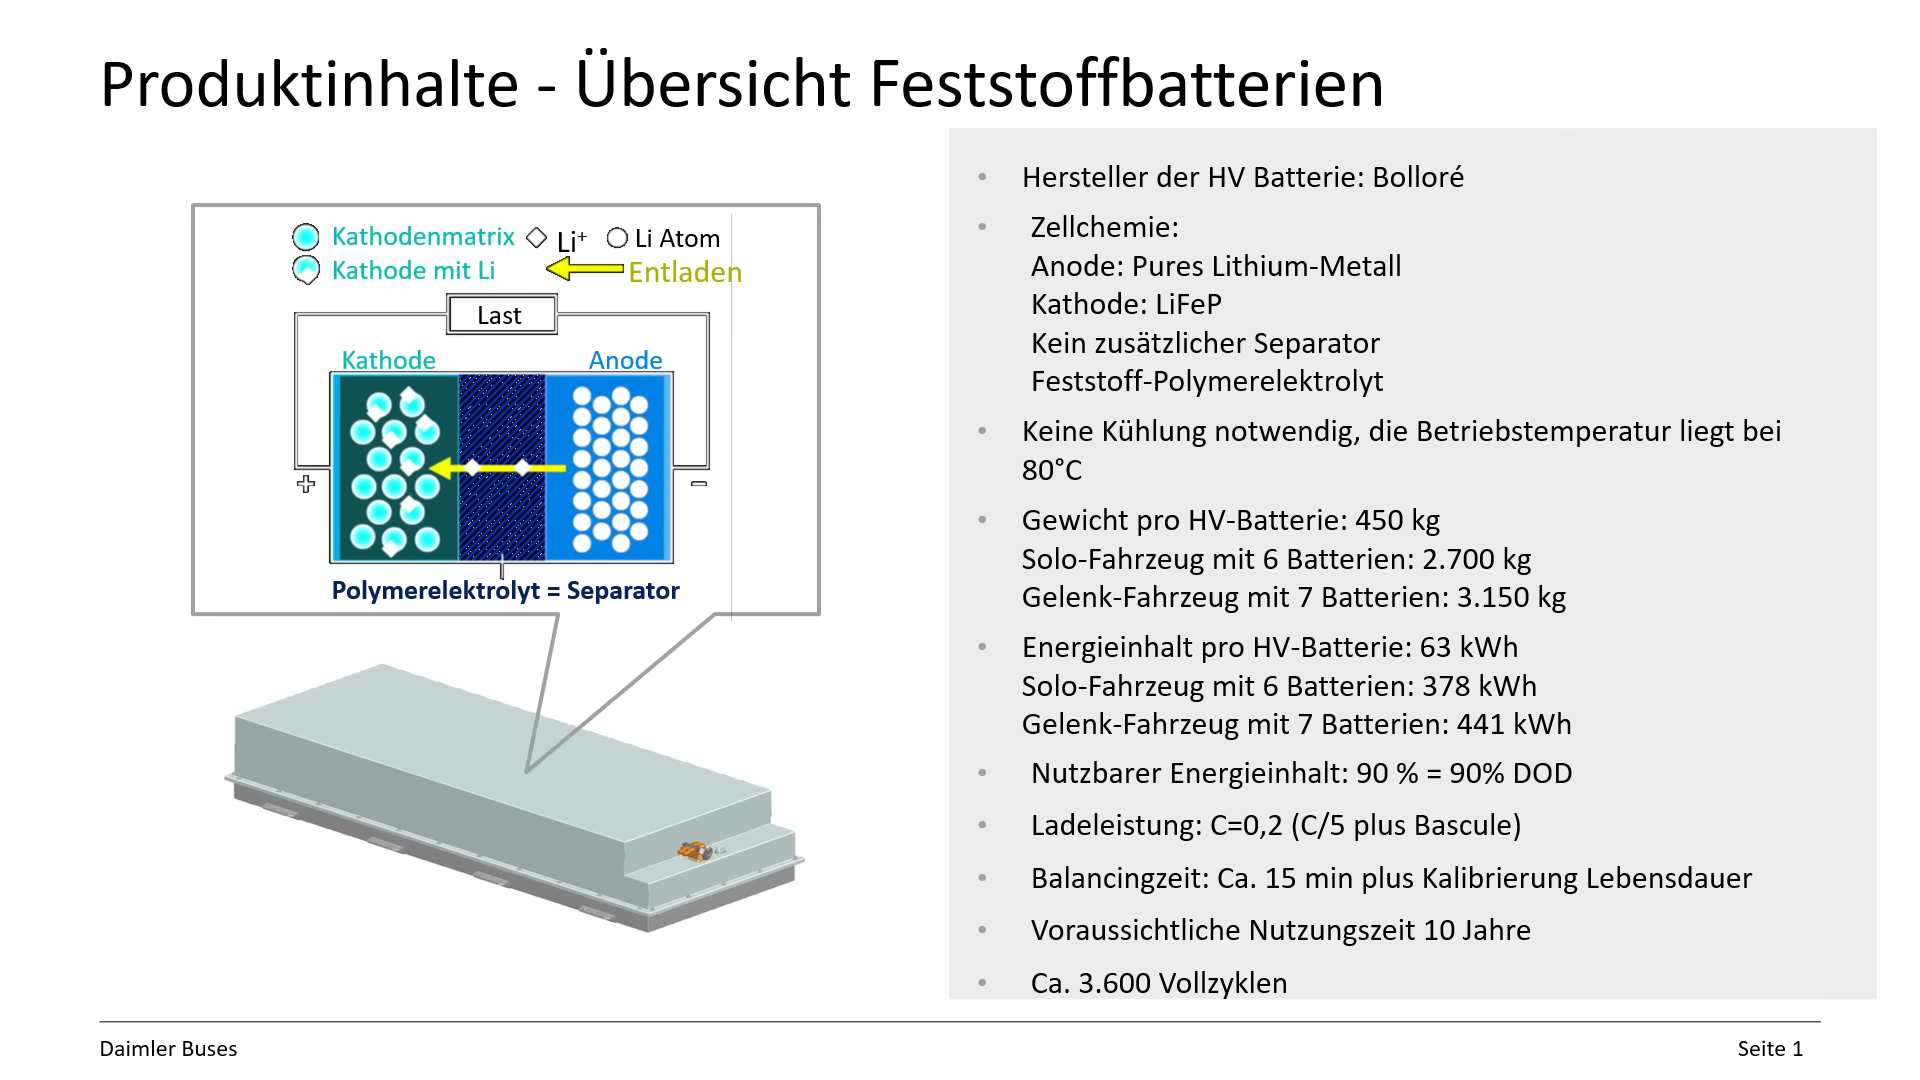 Produktinhalte - Übersicht Feststoffbatterien
Kathodenmatrix
Li⁺
Li Atom
Kathode mit Li
Entladen
Last
Kathode
Anode
+
−
Polymerelektrolyt = Separator
• Hersteller der HV Batterie: Bolloré
• Zellchemie:
Anode: Pures Lithium-Metall
Kathode: LiFeP
Kein zusätzlicher Separator
Feststoff-Polymerelektrolyt
• Keine Kühlung notwendig, die Betriebstemperatur liegt bei
80°C
• Gewicht pro HV-Batterie: 450 kg
Solo-Fahrzeug mit 6 Batterien: 2.700 kg
Gelenk-Fahrzeug mit 7 Batterien: 3.150 kg
• Energieinhalt pro HV-Batterie: 63 kWh
Solo-Fahrzeug mit 6 Batterien: 378 kWh
Gelenk-Fahrzeug mit 7 Batterien: 441 kWh
• Nutzbarer Energieinhalt: 90 % = 90% DOD
• Ladeleistung: C=0,2 (C/5 plus Bascule)
• Balancingzeit: Ca. 15 min plus Kalibrierung Lebensdauer
• Voraussichtliche Nutzungszeit 10 Jahre
• Ca. 3.600 Vollzyklen
Daimler Buses
Seite 1